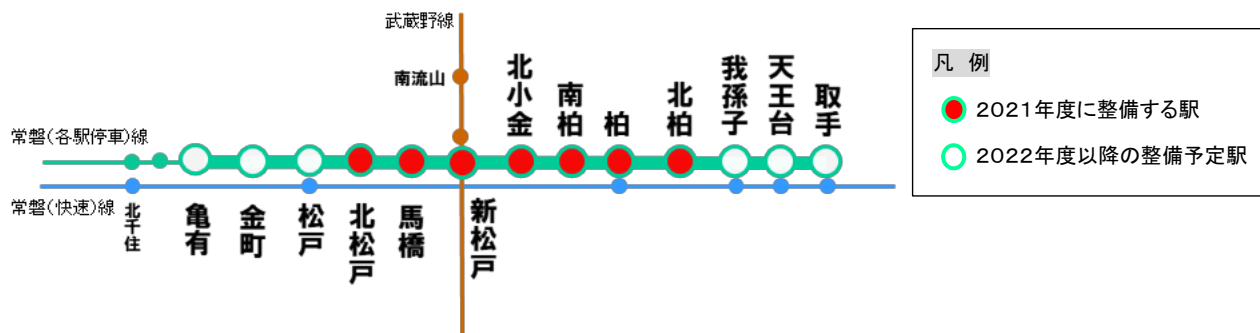 武蔵野線
南流山
北小金
南柏
柏
北柏
我孫子
天王台
取手
常磐(各駅停車)線
常磐(快速)線
北千住
亀有
金町
松戸
北松戸
馬橋
新松戸
凡 例
2021年度に整備する駅
2022年度以降の整備予定駅